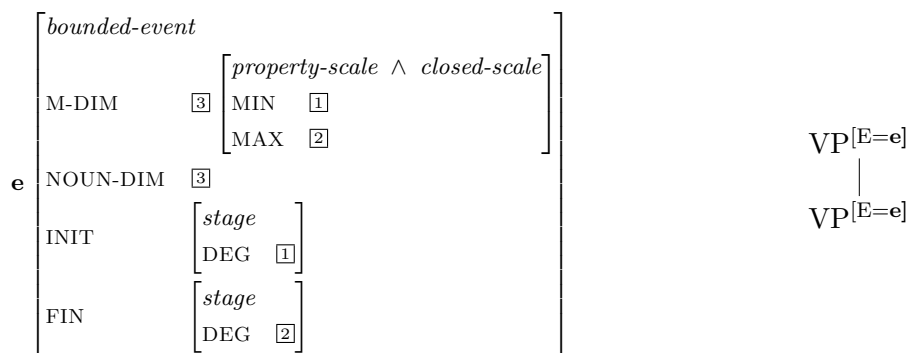 bounded-event
property-scale ∧ closed-scale
M-DIM 3 MIN 1
MAX 2
VP[E=e]
e NOUN-DIM 3
VP[E=e]
stage
INIT
DEG 1
stage
FIN
DEG 2